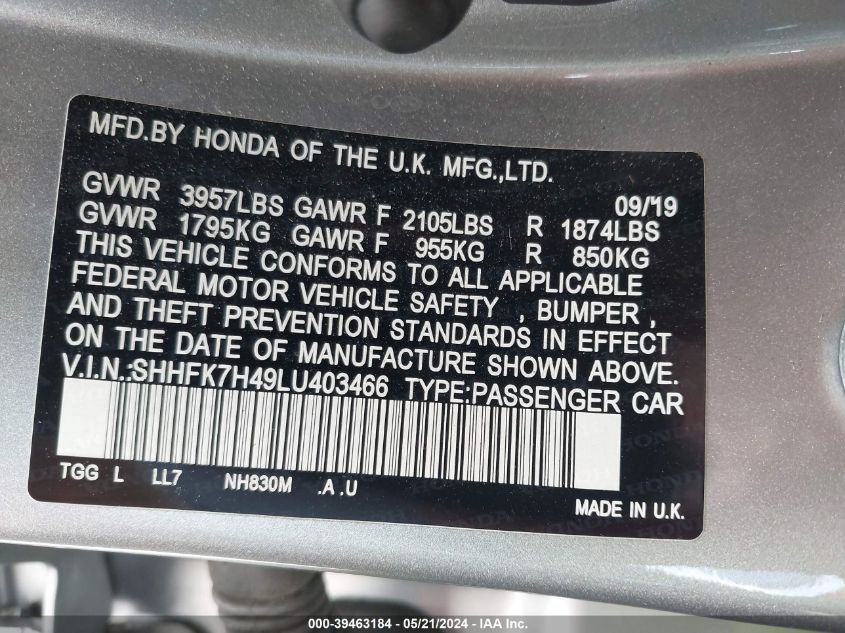 MFD.BY HONDA OF THE U.K. MFG.,LTD.
09/'19
GVWR 3957LBS GAWR F 2105LBS R 1874LBS
GVWR 1795KG GAWR F 955KG R 850KG
THIS VEHICLE CONFORMS TO ALL APPLICABLE
FEDERAL MOTOR VEHICLE SAFETY , BUMPER ,
AND THEFT PREVENTION STANDARDS IN EFFECT
ON THE DATE OF MANUFACTURE SHOWN ABOVE.
V.I.N.:SHHFK7H49LU403466 TYPE:PASSENGER CAR
TGG L LL7 NH830M .A .U
MADE IN U.K.
000-39463184 - 05/21/2024 - IAA Inc.